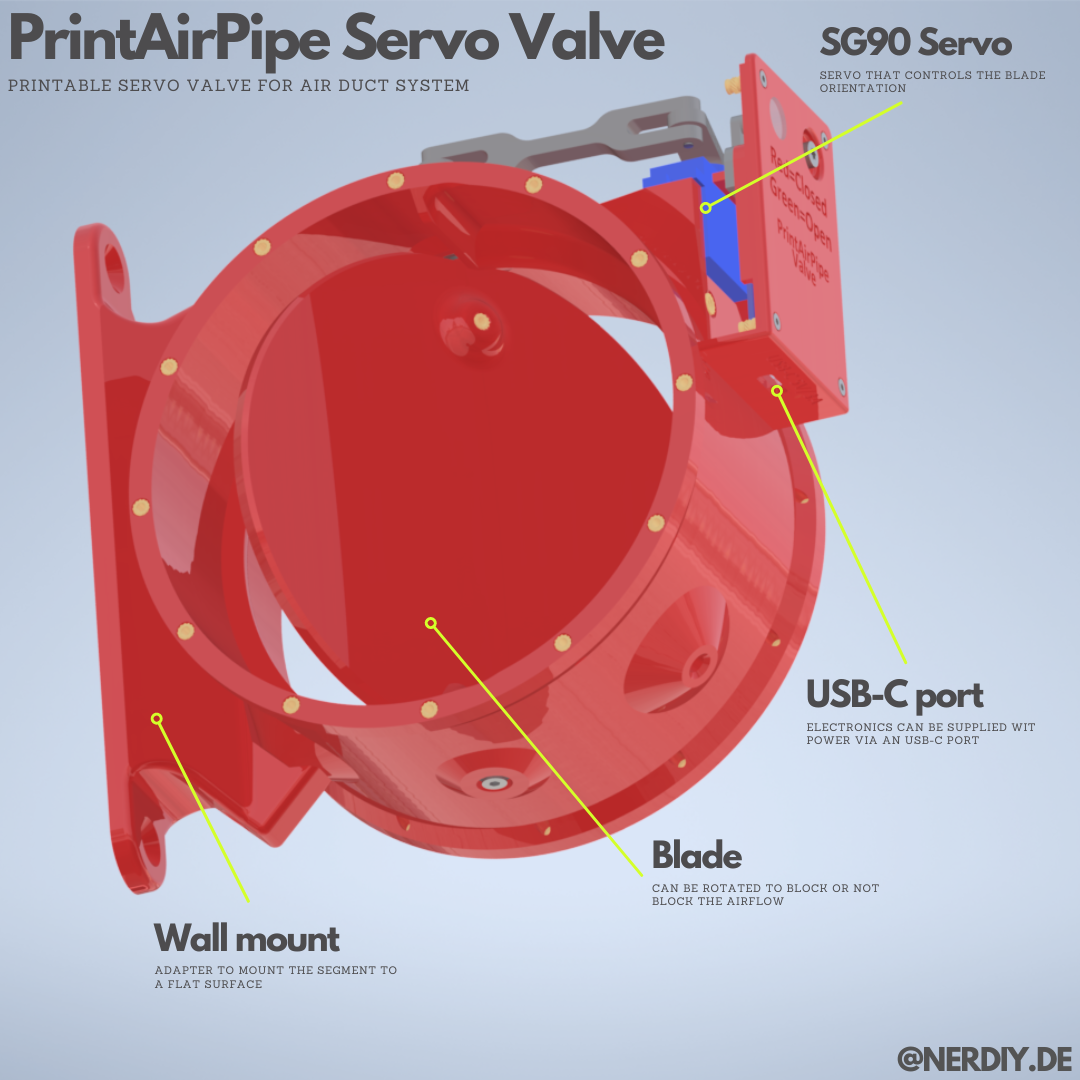 PrintAirPipe Servo Valve
PRINTABLE SERVO VALVE FOR AIR DUCT SYSTEM
SG90 Servo
SERVO THAT CONTROLS THE BLADE
ORIENTATION
Red=Closed
Green=Open
PrintAirPipe
Valve
USB-C port
ELECTRONICS CAN BE SUPPLIED WIT
POWER VIA AN USB-C PORT
Blade
CAN BE ROTATED TO BLOCK OR NOT
BLOCK THE AIRFLOW
Wall mount
ADAPTER TO MOUNT THE SEGMENT TO
A FLAT SURFACE
@NERDIY.DE